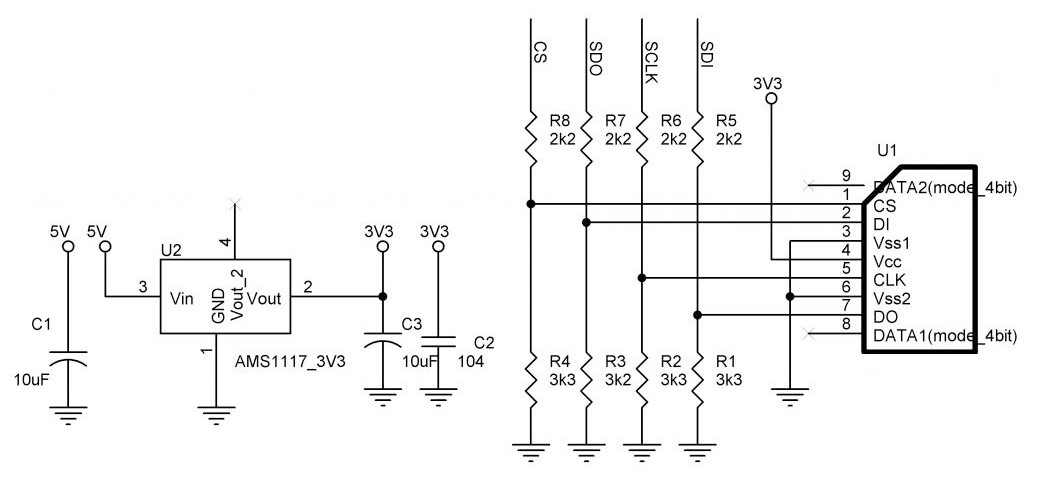 CS
SDO
SCLK
SDI
R8
2k2
R7
2k2
R6
2k2
R5
2k2
3V3
U1
9
DATA2(mode_4bit)
1
CS
2
DI
3
Vss1
4
Vcc
5
CLK
6
Vss2
7
DO
8
DATA1(mode_4bit)
R4
3k3
R3
3k2
R2
3k3
R1
3k3
5V
5V
U2
4
3
Vin
GND
Vout_2
Vout
2
1
AMS1117_3V3
3V3
3V3
C1
10uF
C3
10uF
C2
104